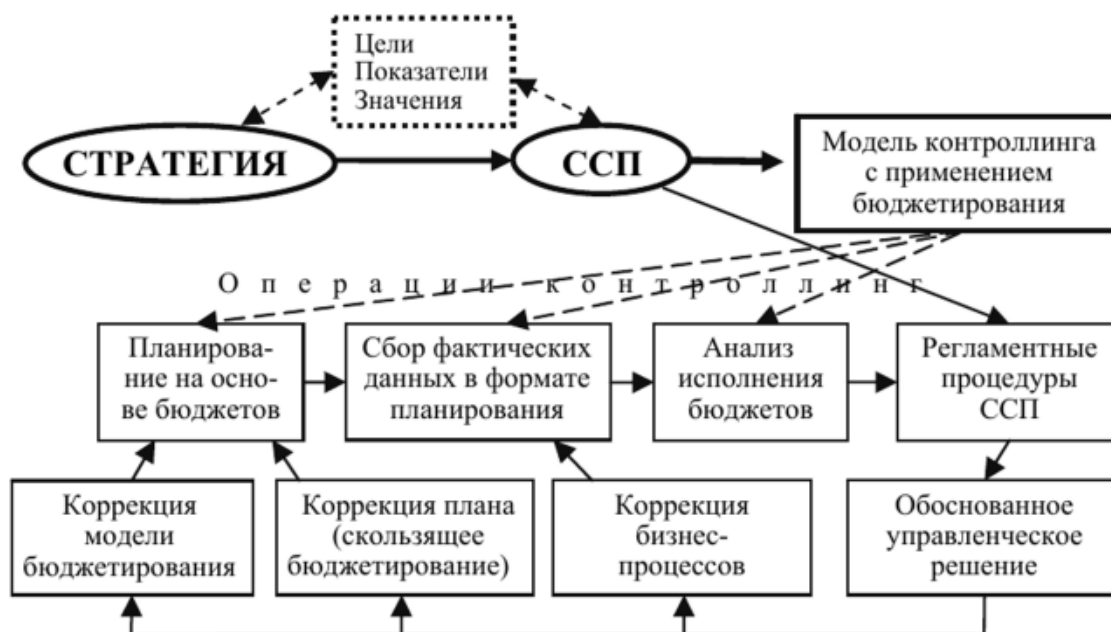 Цели
Показатели
Значения
СТРАТЕГИЯ
ССП
Модель контроллинга
с применением
бюджетирования
Операции контроллинг
Планирова-
ние на осно-
ве бюджетов
Сбор фактических
данных в формате
планирования
Анализ
исполнения
бюджетов
Регламентные
процедуры
ССП
Коррекция
модели
бюджетирования
Коррекция плана
(скользящее
бюджетирование)
Коррекция
бизнес-
процессов
Обоснованное
управленческое
решение